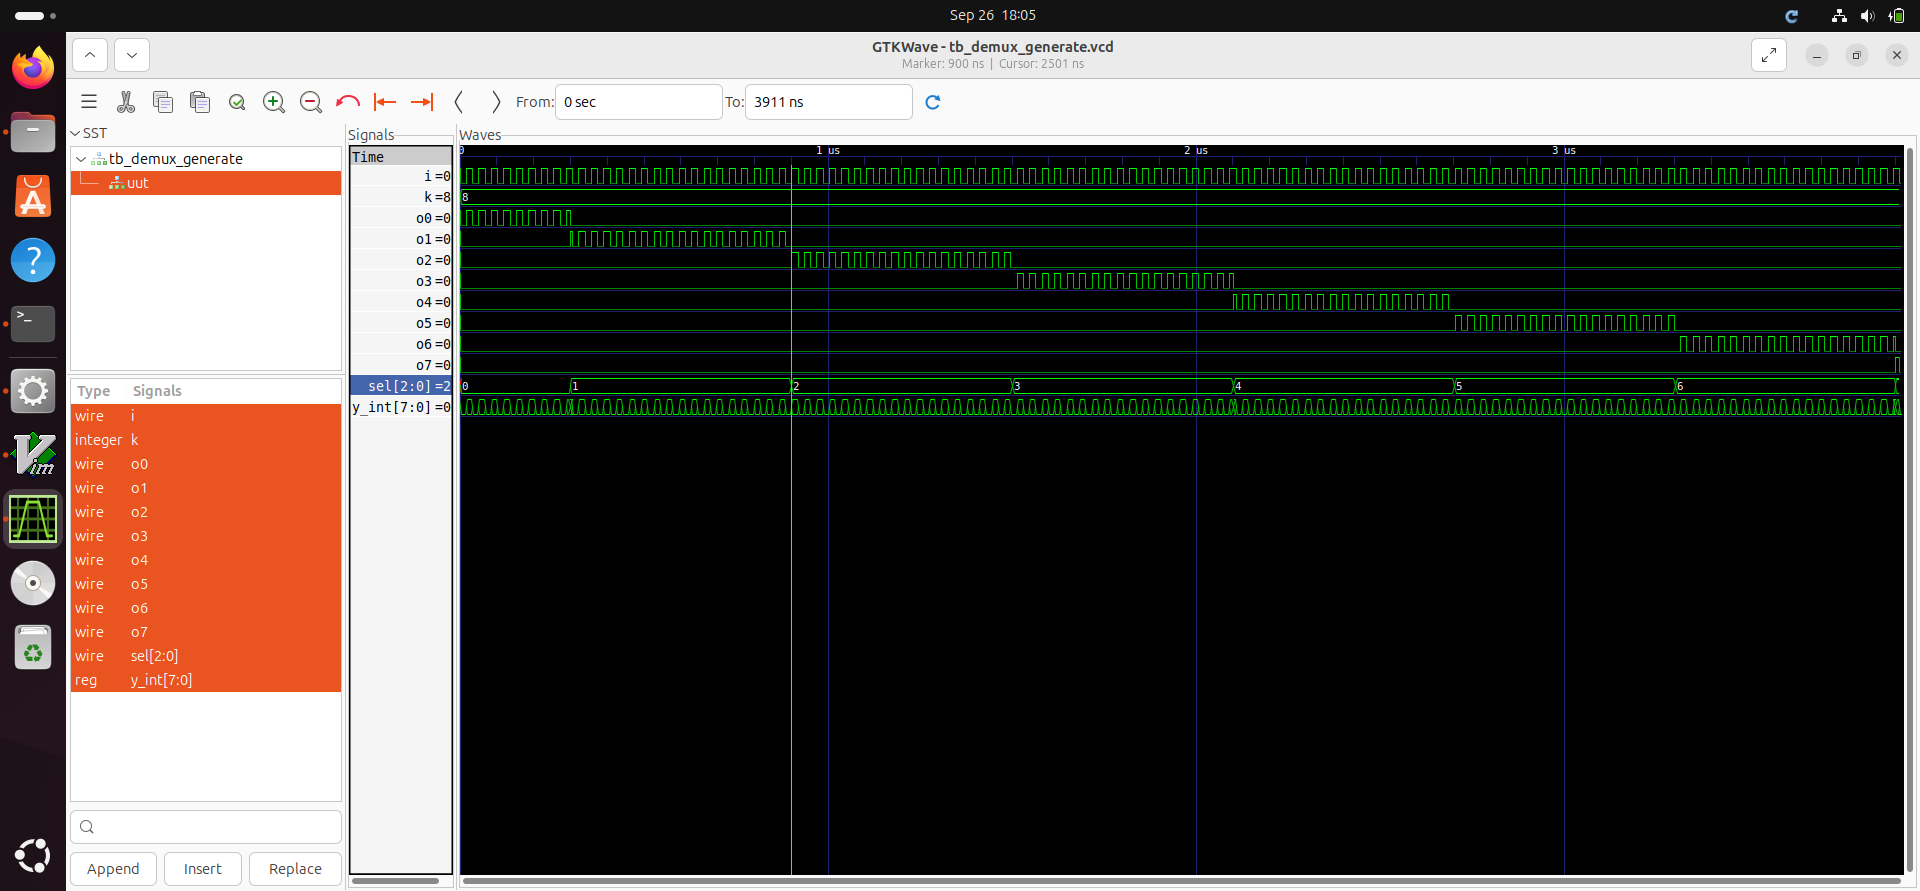 Sep 26 18:05
GTKWave - tb_demux_generate.vcd
Marker: 900 ns | Cursor: 2501 ns
From: 0 sec To: 3911 ns
SST
tb_demux_generate
uut
Type Signals
wire i
integer k
wire o0
wire o1
wire o2
wire o3
wire o4
wire o5
wire o6
wire o7
wire sel[2:0]
reg y_int[7:0]
Append Insert Replace
Signals
Time
i =0
k =8
o0 =0
o1 =0
o2 =0
o3 =0
o4 =0
o5 =0
o6 =0
o7 =0
sel[2:0] =2
y_int[7:0] =0
Waves
0 1 us 2 us 3 us
8
0 1 2 3 4 5 6
>_
Vim
?
A